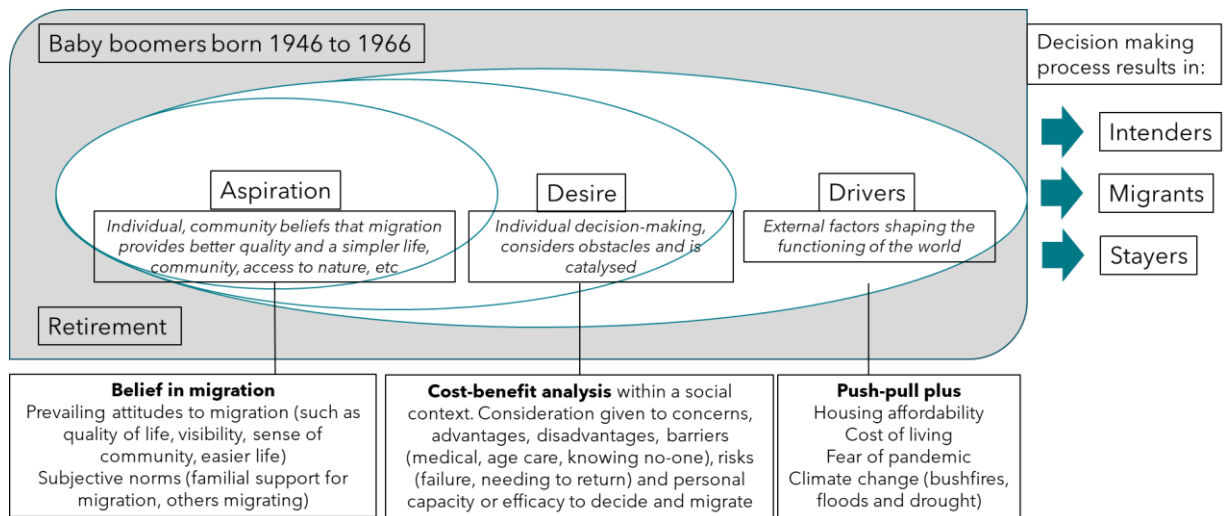 Baby boomers born 1946 to 1966
Decision making
process results in:
Intenders
Migrants
Stayers
Aspiration
Individual, community beliefs that migration
provides better quality and a simpler life,
community, access to nature, etc
Desire
Individual decision-making,
considers obstacles and is
catalysed
Drivers
External factors shaping the
functioning of the world
Retirement
Belief in migration
Prevailing attitudes to migration (such as
quality of life, visibility, sense of
community, easier life)
Subjective norms (familial support for
migration, others migrating)
Cost-benefit analysis within a social
context. Consideration given to concerns,
advantages, disadvantages, barriers
(medical, age care, knowing no-one), risks
(failure, needing to return) and personal
capacity or efficacy to decide and migrate
Push-pull plus
Housing affordability
Cost of living
Fear of pandemic
Climate change (bushfires,
floods and drought)